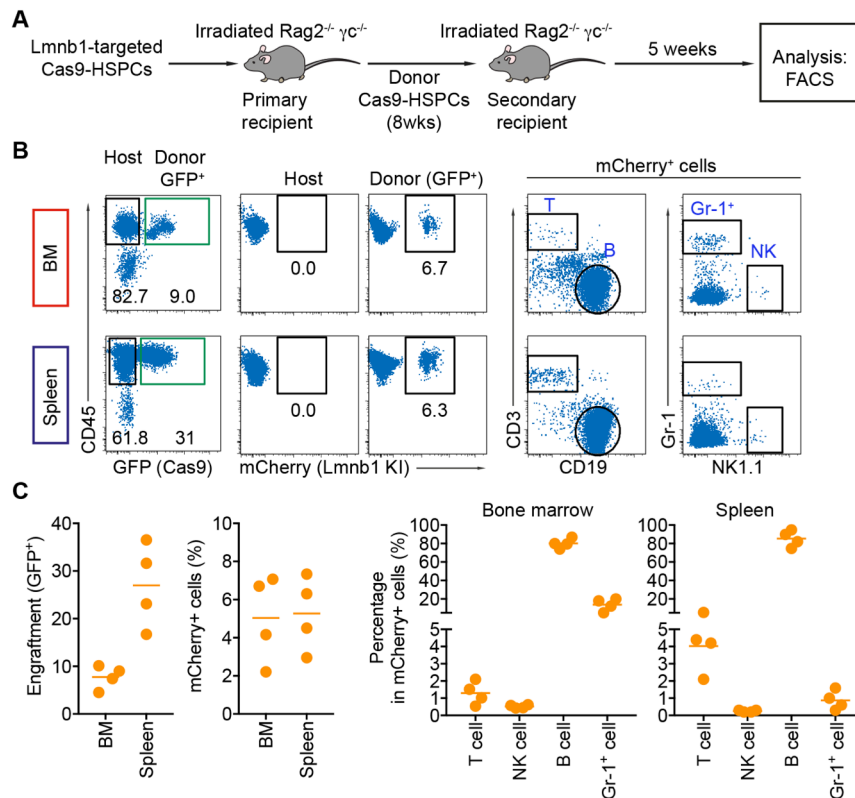 A
Lmnb1-targeted
Cas9-HSPCs
Irradiated Rag2-/- γc-/-
Primary
recipient
Donor
Cas9-HSPCs
(8wks)
Irradiated Rag2-/- γc-/-
Secondary
recipient
5 weeks
Analysis:
FACS
B
Host
Donor
GFP+
Host
Donor (GFP+)
mCherry+ cells
BM
82.7 9.0
0.0
6.7
T
B
Gr-1+
NK
Spleen
61.8 31
0.0
6.3
CD45
GFP (Cas9)
mCherry (Lmnb1 KI)
CD3
CD19
Gr-1
NK1.1
C
Engraftment (GFP+)
40
30
20
10
0
BM
Spleen
mCherry+ cells (%)
10
8
6
4
2
0
BM
Spleen
Bone marrow
Percentage
in mCherry+ cells (%)
100
80
60
40
20
5
4
3
2
1
0
T cell
NK cell
B cell
Gr-1+ cell
Spleen
100
80
60
40
20
6
5
4
3
2
1
0
T cell
NK cell
B cell
Gr-1+ cell